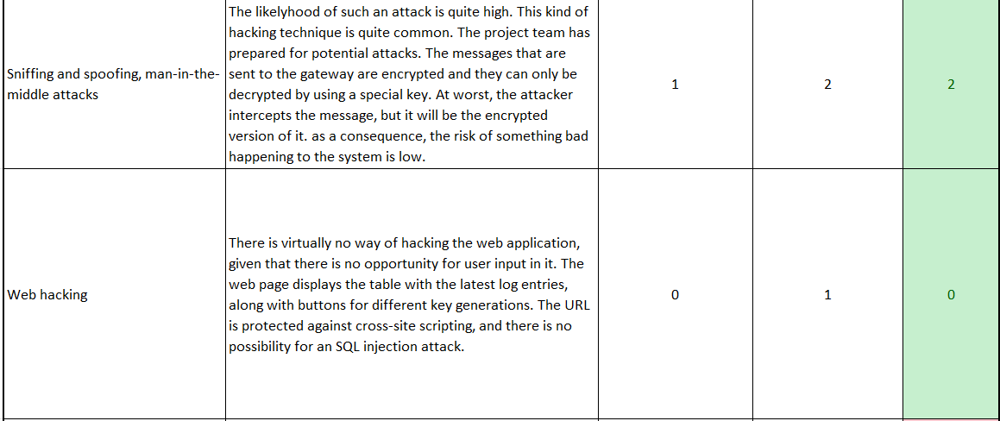 Sniffing and spoofing, man-in-the-
middle attacks
The likelyhood of such an attack is quite high. This kind of
hacking technique is quite common. The project team has
prepared for potential attacks. The messages that are
sent to the gateway are encrypted and they can only be
decrypted by using a special key. At worst, the attacker
intercepts the message, but it will be the encrypted
version of it. as a consequence, the risk of something bad
happening to the system is low.
1
2
2
Web hacking
There is virtually no way of hacking the web application,
given that there is no opportunity for user input in it. The
web page displays the table with the latest log entries,
along with buttons for different key generations. The URL
is protected against cross-site scripting, and there is no
possibility for an SQL injection attack.
0
1
0